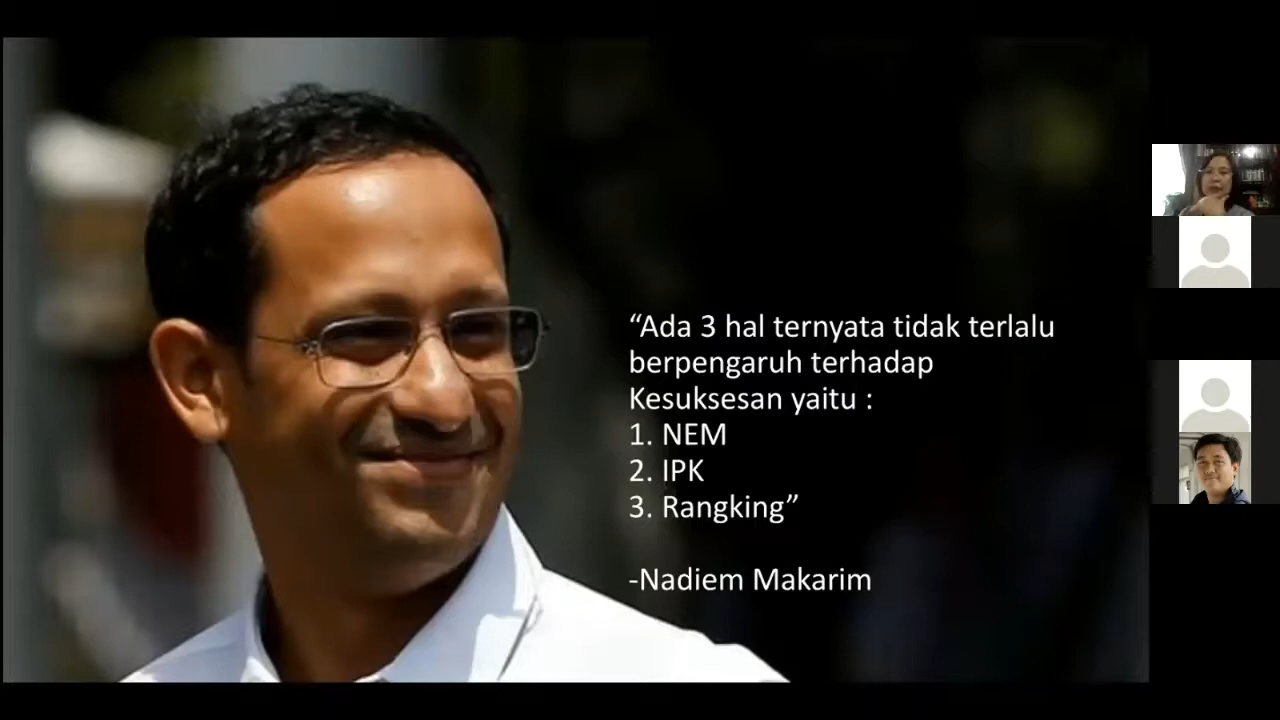 “Ada 3 hal ternyata tidak terlalu
berpengaruh terhadap
Kesuksesan yaitu :
1. NEM
2. IPK
3. Rangking”
-Nadiem Makarim